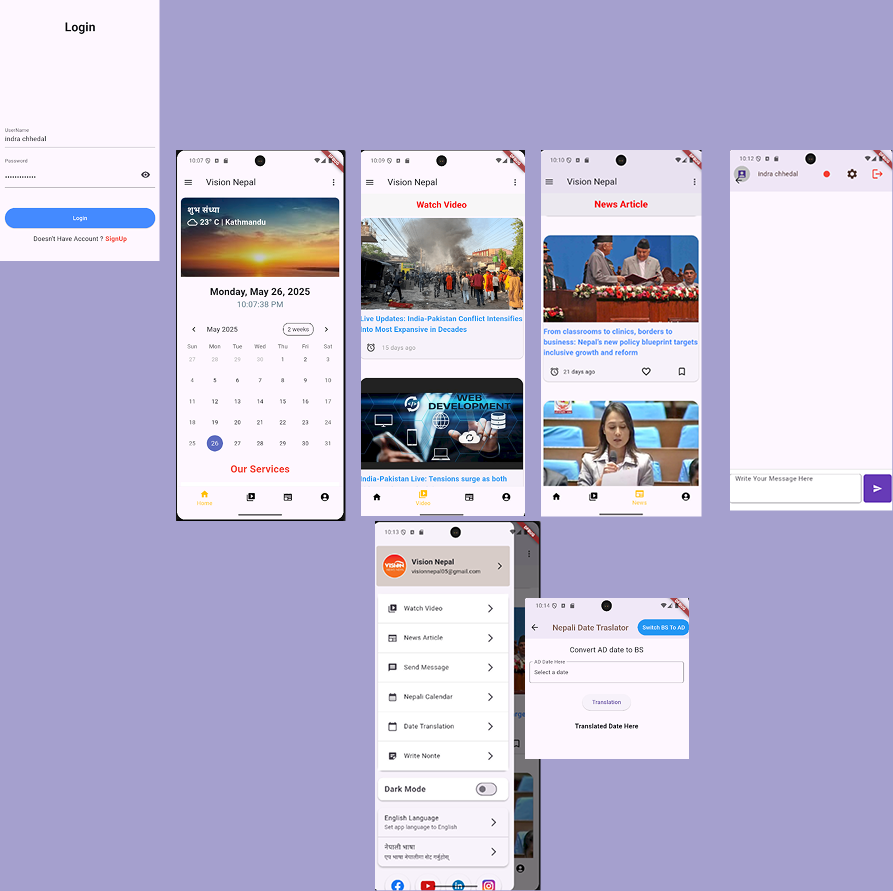 Login
UserName
indra chhedal
Password
•••••••••••••
Login
Doesn't Have Account ? SignUp
10:07
Vision Nepal
शुभ संध्या
23° C | Kathmandu
Monday, May 26, 2025
10:07:38 PM
May 2025
2 weeks
Sun Mon Tue Wed Thu Fri Sat
27 28 29 30 1 2 3
4 5 6 7 8 9 10
11 12 13 14 15 16 17
18 19 20 21 22 23 24
25 26 27 28 29 30 31
Our Services
Home
10:09
Vision Nepal
Watch Video
Live Updates: India-Pakistan Conflict Intensifies
Into Most Expensive in Decades
15 days ago
WEB
DEVELOPMENT
India-Pakistan Live: Tensions surge as both
Video
10:10
Vision Nepal
News Article
From classrooms to clinics, borders to
business: Nepal's new policy blueprint targets
inclusive growth and reform
21 days ago
News
10:12
indra chhedal
Write Your Message Here
10:13
VISION
Vision Nepal
visionnepal05@gmail.com
Watch Video
News Article
Send Message
Nepali Calendar
Date Translation
Write Nonte
Dark Mode
English Language
Set app language to English
नेपाली भाषा
10:14
Nepali Date Traslator
Switch BS To AD
Convert AD date to BS
AD Date Here
Select a date
Translation
Translated Date Here